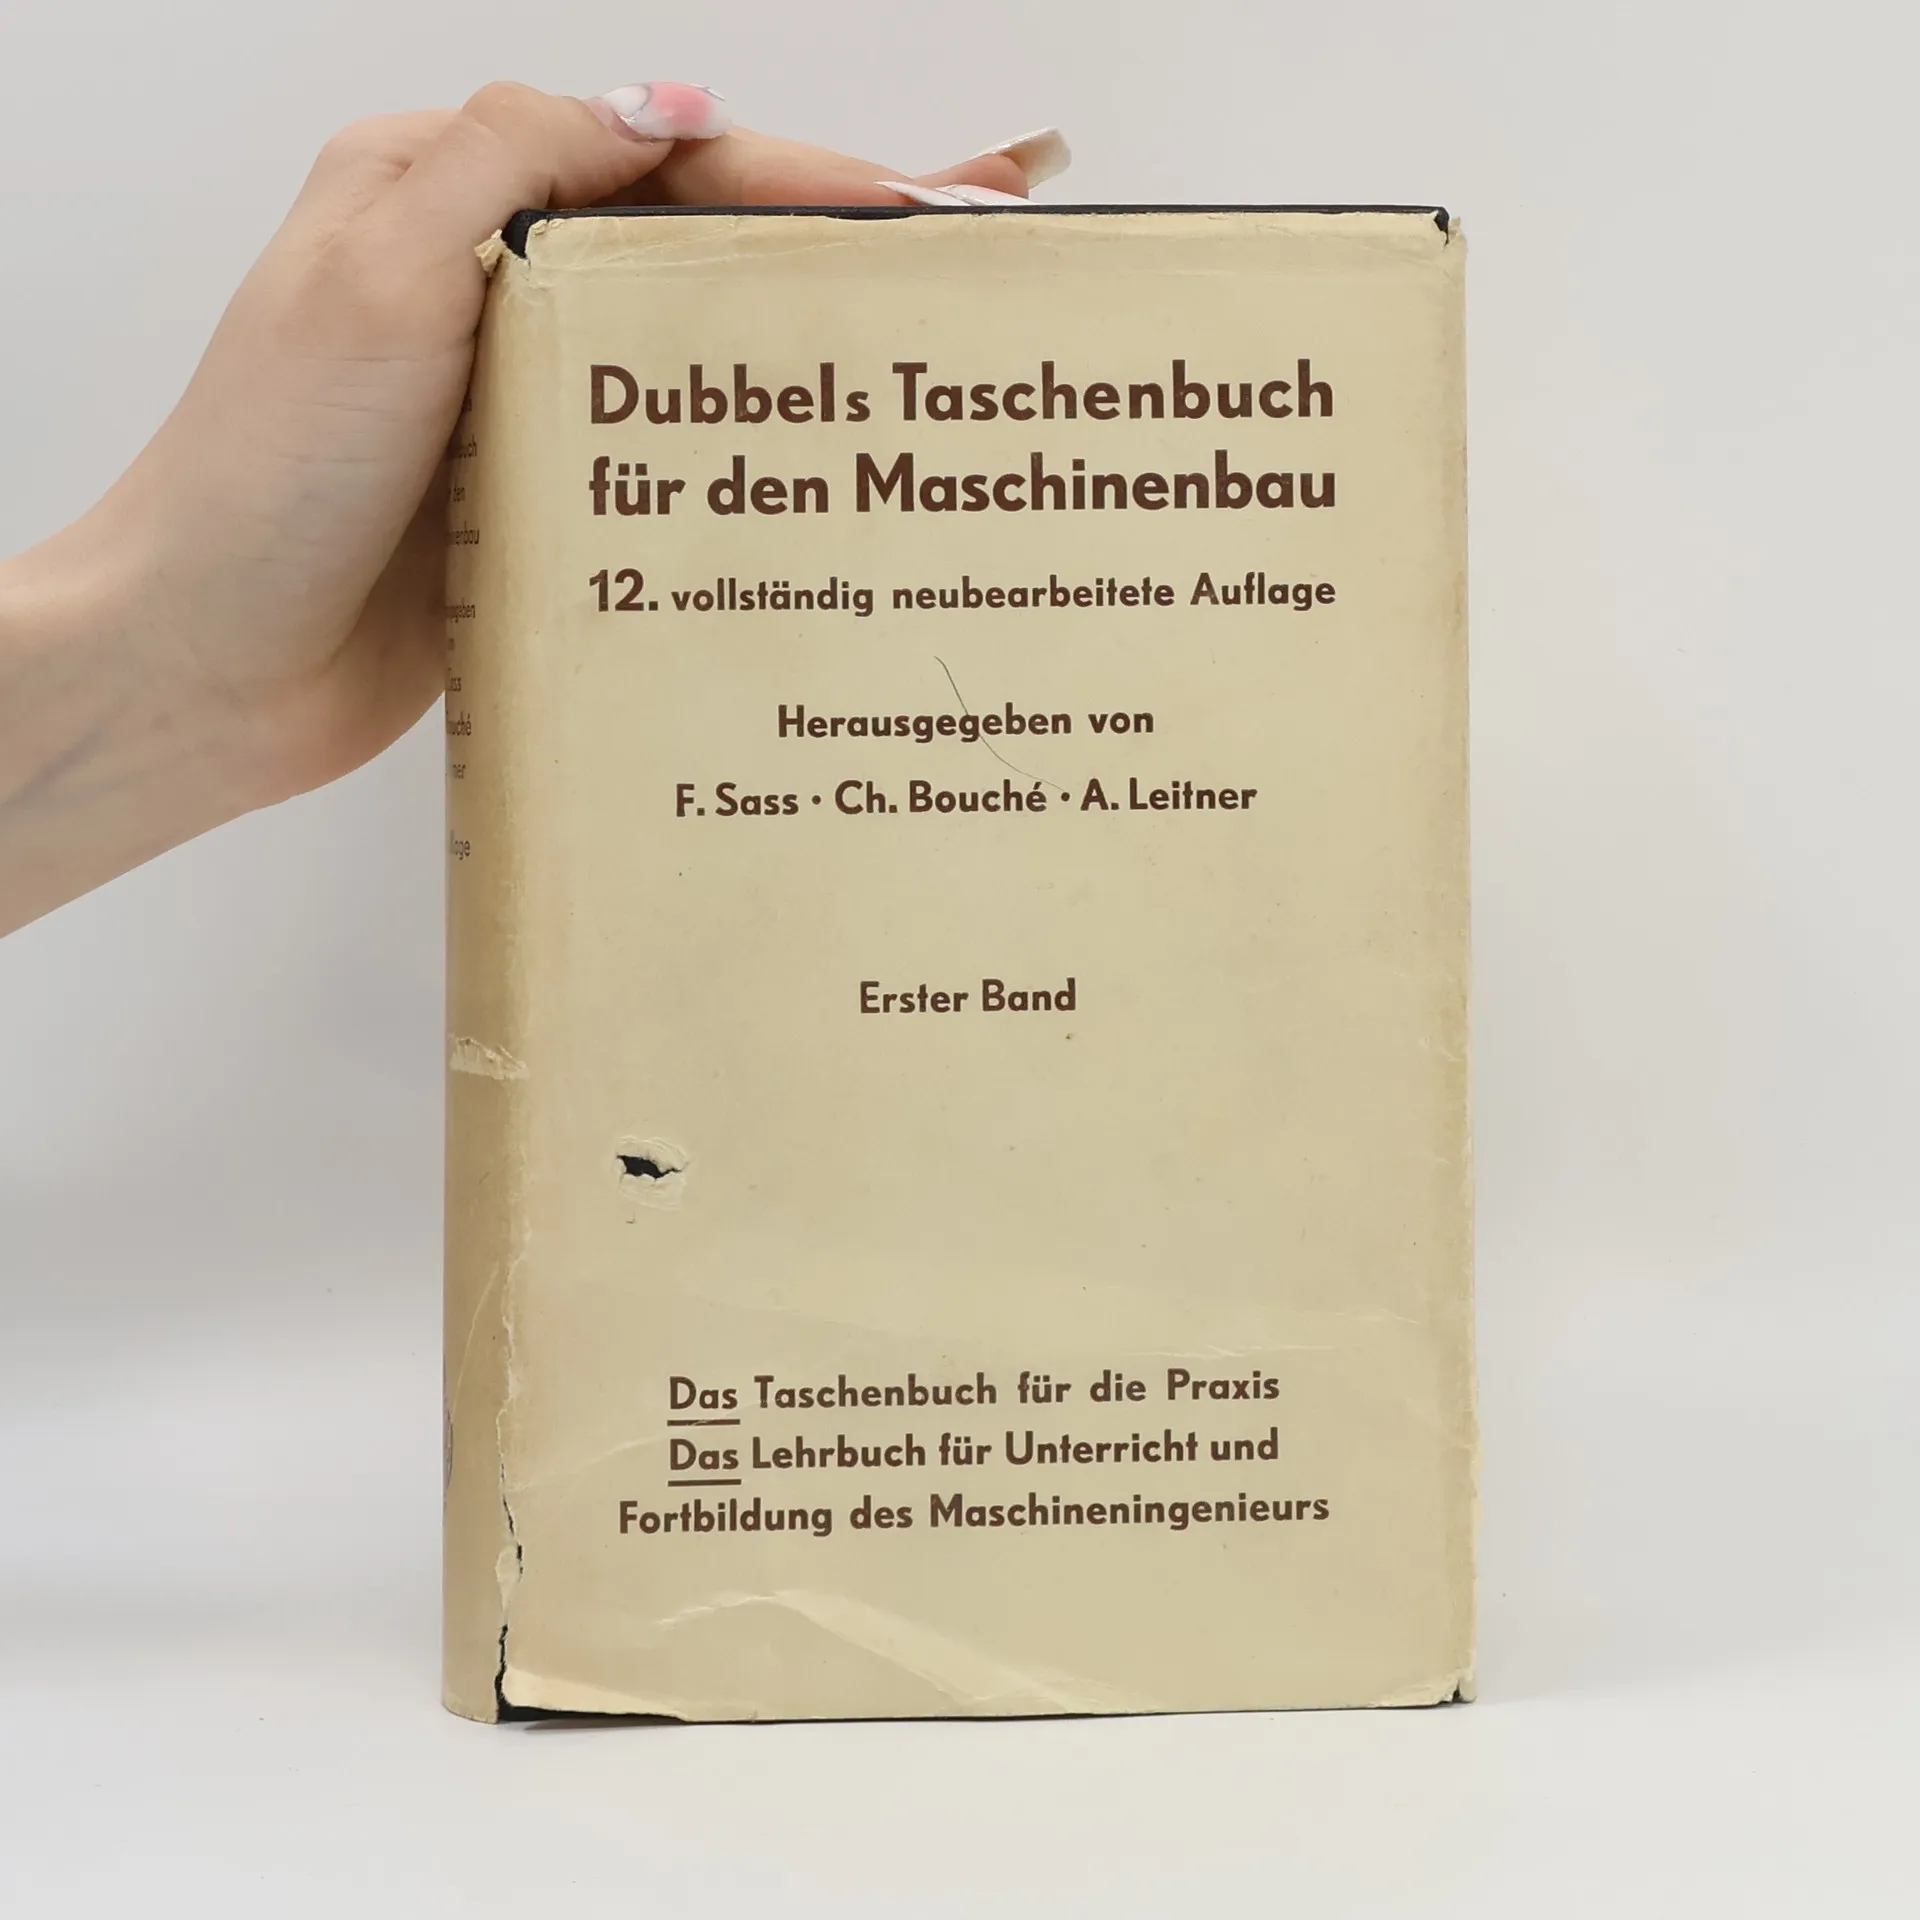 Dubbels Taschenbuch
für den Maschinenbau
12. vollständig neubearbeitete Auflage
Herausgegeben von
F. Sass · Ch. Bouché · A. Leitner
Erster Band
Das Taschenbuch für die Praxis
Das Lehrbuch für Unterricht und
Fortbildung des Maschineningenieurs